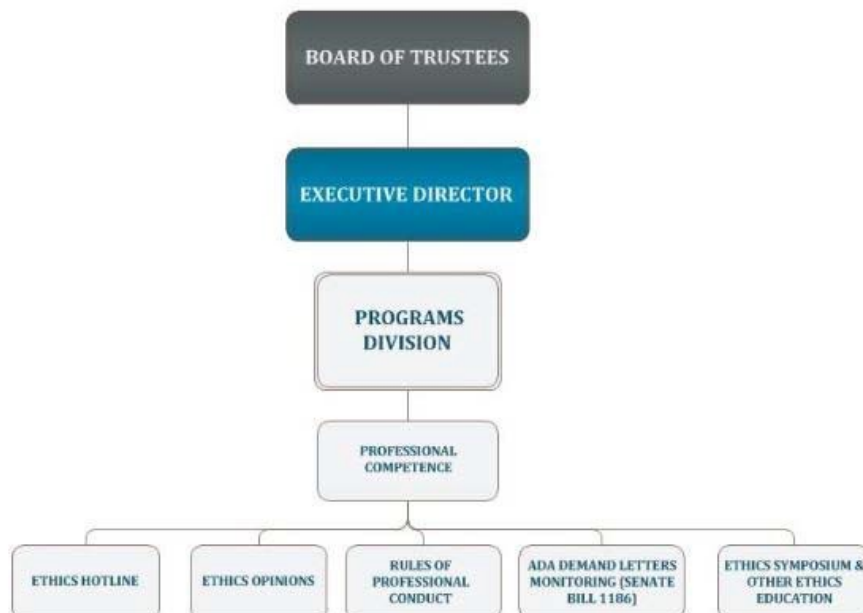 BOARD OF TRUSTEES
EXECUTIVE DIRECTOR
PROGRAMS
DIVISION
PROFESSIONAL
COMPETENCE
ETHICS HOTLINE
ETHICS OPINIONS
RULES OF
PROFESSIONAL
CONDUCT
ADA DEMAND LETTERS
MONITORING (SENATE
BILL 1186)
ETHICS SYMPOSIUM &
OTHER ETHICS
EDUCATION